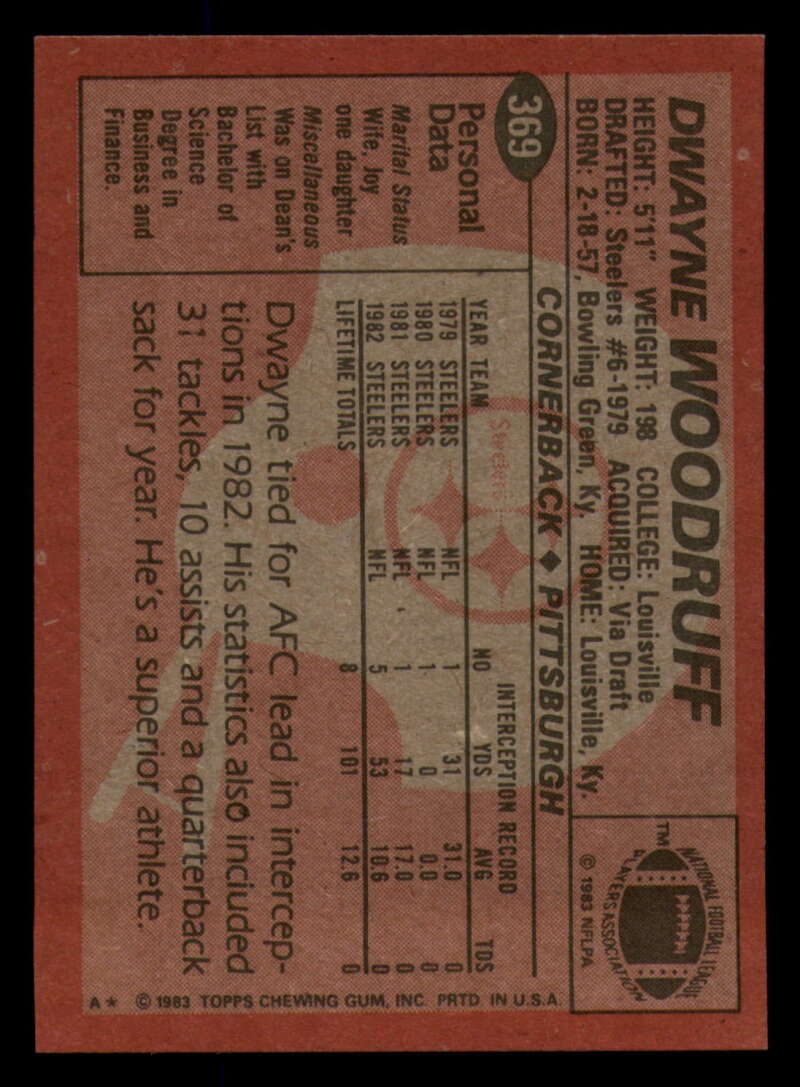 DWAYNE WOODRUFF
HEIGHT: 5'11" WEIGHT: 198 COLLEGE: Louisville
DRAFTED: Steelers #6-1979 ACQUIRED: Via Draft
BORN: 2-18-57, Bowling Green, Ky. HOME: Louisville, Ky.
TM
NATIONAL FOOTBALL LEAGUE
PLAYERS ASSOCIATION
© 1983 NFLPA
369
CORNERBACK ◆ PITTSBURGH
Personal
Data
Marital Status
Wife, Joy
one daughter
Miscellaneous
Was on Dean's
List with
Bachelor of
Science
Degree in
Business and
Finance.
Steelers
INTERCEPTION RECORD
YEAR TEAM NO YDS AVG TDS
1979 STEELERS NFL 1 31 31.0 0
1980 STEELERS NFL 1 0 0.0 0
1981 STEELERS NFL 1 17 17.0 0
1982 STEELERS NFL 5 53 10.6 0
LIFETIME TOTALS 8 101 12.6 0
Dwayne tied for AFC lead in intercep-
tions in 1982. His statistics also included
31 tackles, 10 assists and a quarterback
sack for year. He's a superior athlete.
A* © 1983 TOPPS CHEWING GUM, INC. PRTD. IN U.S.A.